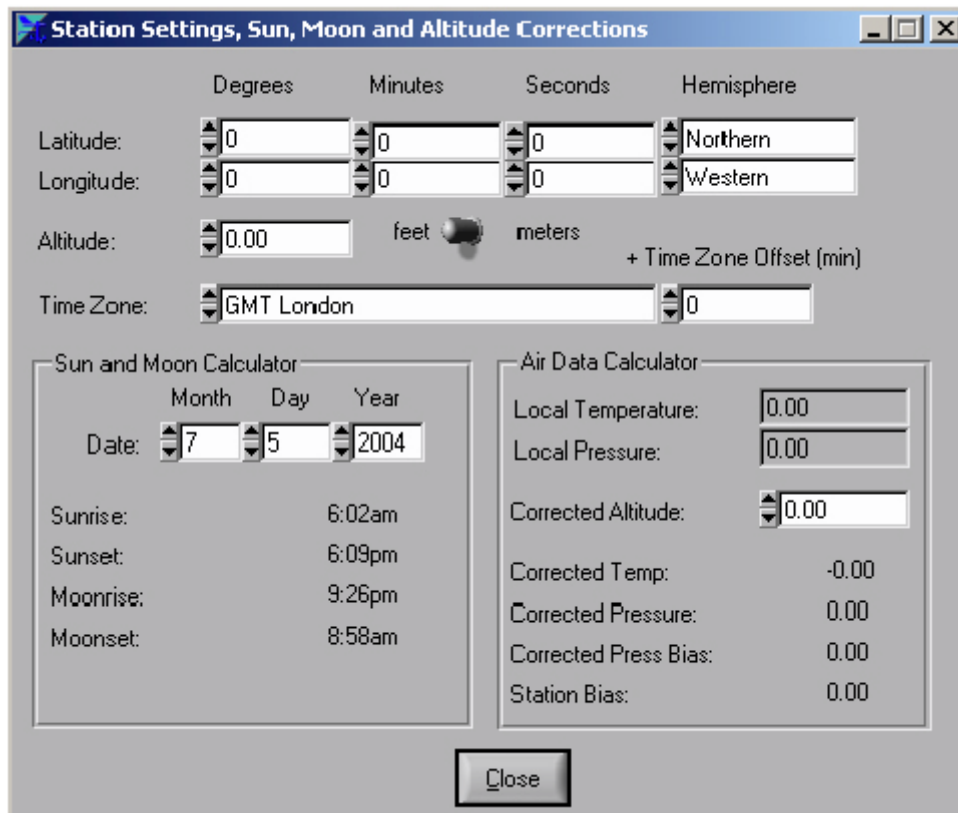 Station Settings, Sun, Moon and Altitude Corrections
Degrees Minutes Seconds Hemisphere
Latitude: 0 0 0 Northern
Longitude: 0 0 0 Western
Altitude: 0.00 feet meters
+ Time Zone Offset (min)
Time Zone: GMT London 0
Sun and Moon Calculator
Month Day Year
Date: 7 5 2004
Sunrise: 6:02am
Sunset: 6:09pm
Moonrise: 9:26pm
Moonset: 8:58am
Air Data Calculator
Local Temperature: 0.00
Local Pressure: 0.00
Corrected Altitude: 0.00
Corrected Temp: -0.00
Corrected Pressure: 0.00
Corrected Press Bias: 0.00
Station Bias: 0.00
Close